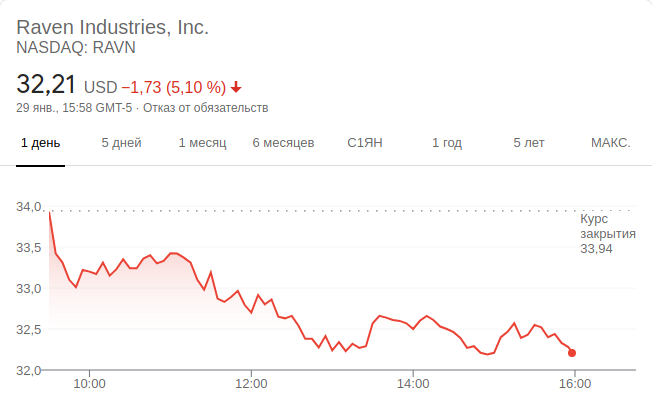 Raven Industries, Inc.
NASDAQ: RAVN
32,21 USD −1,73 (5,10 %)
29 янв., 15:58 GMT-5 · Отказ от обязательств
1 день 5 дней 1 месяц 6 месяцев С1ЯН 1 год 5 лет МАКС.
34,0
Курс
закрытия
33,94
33,5
33,0
32,5
32,0
10:00 12:00 14:00 16:00